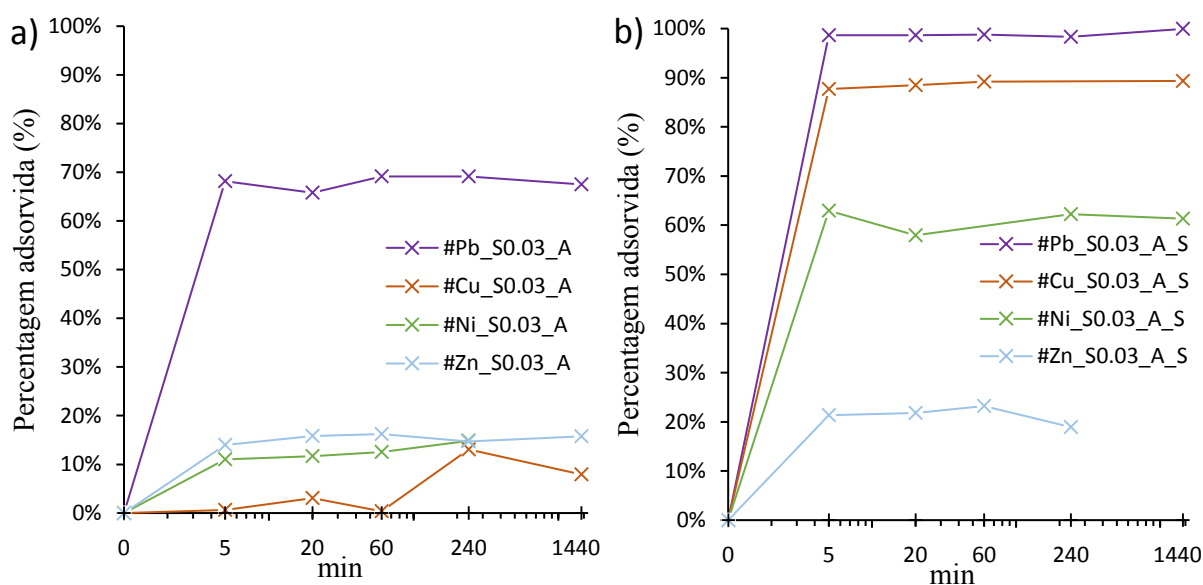 a)
Percentagem adsorvida (%)
100%
90%
80%
70%
60%
50%
40%
30%
20%
10%
0%
#Pb_S0.03_A
#Cu_S0.03_A
#Ni_S0.03_A
#Zn_S0.03_A
0 5 20 60 240 1440
min
b)
Percentagem adsorvida (%)
100%
90%
80%
70%
60%
50%
40%
30%
20%
10%
0%
#Pb_S0.03_A_S
#Cu_S0.03_A_S
#Ni_S0.03_A_S
#Zn_S0.03_A_S
0 5 20 60 240 1440
min